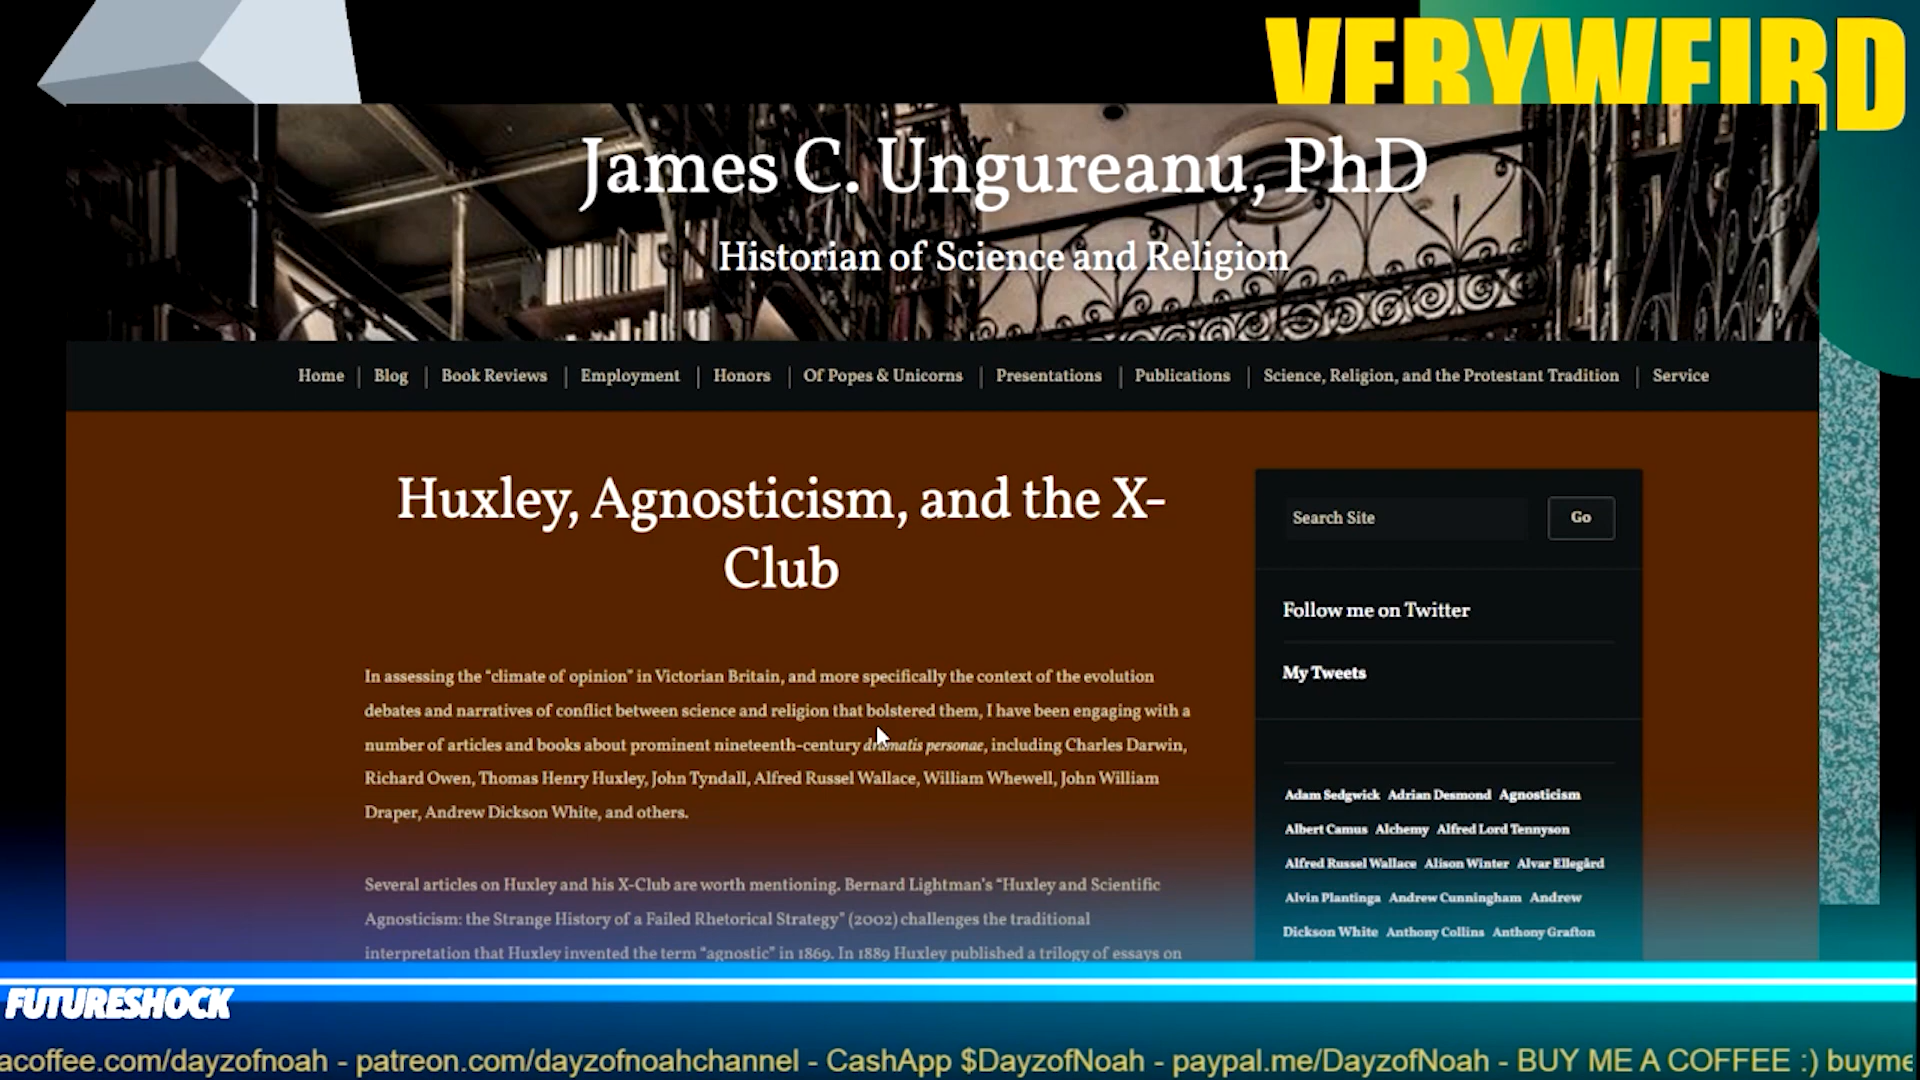 VERYWEIRD
James C. Ungureanu, PhD
Historian of Science and Religion
Home | Blog | Book Reviews | Employment | Honors | Of Popes & Unicorns | Presentations | Publications | Science, Religion, and the Protestant Tradition | Service
Huxley, Agnosticism, and the X-
Club
In assessing the “climate of opinion” in Victorian Britain, and more specifically the context of the evolution
debates and narratives of conflict between science and religion that bolstered them, I have been engaging with a
number of articles and books about prominent nineteenth-century dramatis personae, including Charles Darwin,
Richard Owen, Thomas Henry Huxley, John Tyndall, Alfred Russel Wallace, William Whewell, John William
Draper, Andrew Dickson White, and others.
Several articles on Huxley and his X-Club are worth mentioning. Bernard Lightman's “Huxley and Scientific
Agnosticism: the Strange History of a Failed Rhetorical Strategy” (2002) challenges the traditional
interpretation that Huxley invented the term “agnostic” in 1869. In 1889 Huxley published a trilogy of essays on
Search Site Go
Follow me on Twitter
My Tweets
Adam Sedgwick Adrian Desmond Agnosticism
Albert Camus Alchemy Alfred Lord Tennyson
Alfred Russel Wallace Alison Winter Alvar Ellegård
Alvin Plantinga Andrew Cunningham Andrew
Dickson White Anthony Collins Anthony Grafton
FUTURESHOCK
acoffee.com/dayzofnoah - patreon.com/dayzofnoahchannel - CashApp $DayzofNoah - paypal.me/DayzofNoah - BUY ME A COFFEE :) buyme